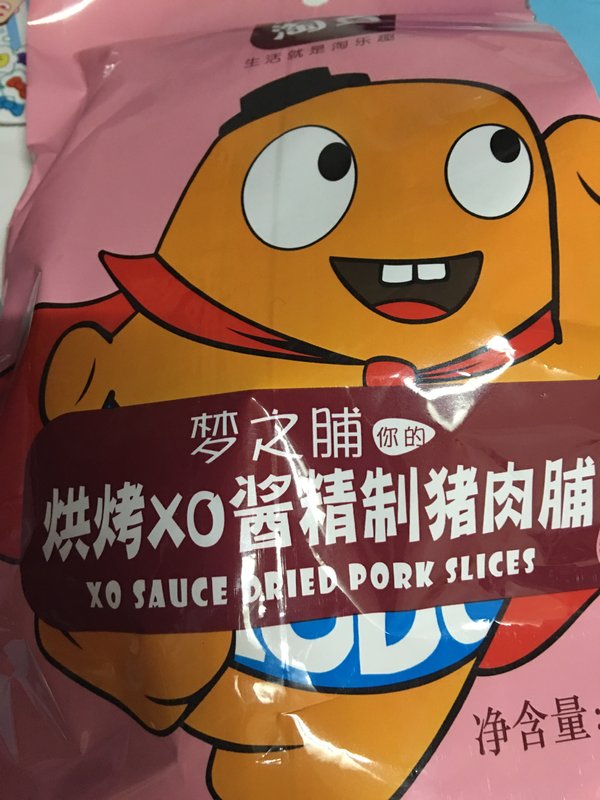 生活就是淘乐趣
梦之脯 你的
烘烤XO酱精制猪肉脯
XO SAUCE DRIED PORK SLICES
净含量: